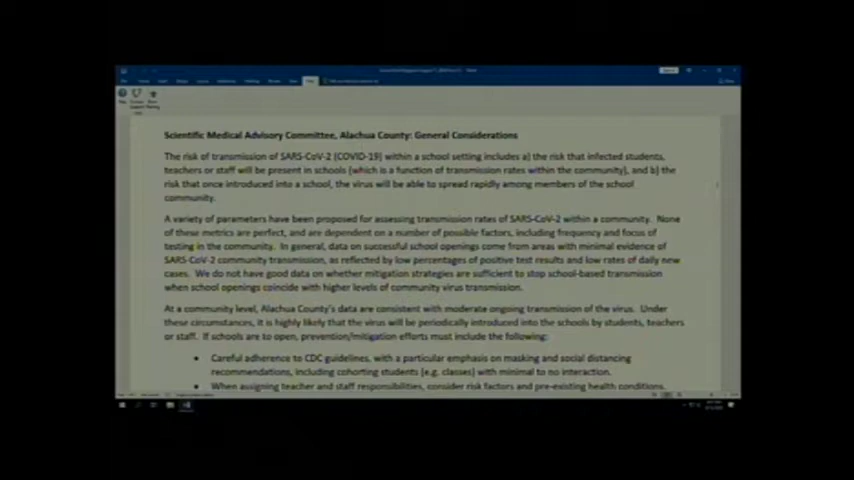 Scientific Medical Advisory Committee, Alachua County: General Considerations
The risk of transmission of SARS-CoV-2 (COVID-19) within a school setting includes a) the risk that infected students,
teachers or staff will be present in schools (which is a function of transmission rates within the community), and b) the
risk that once introduced into a school, the virus will be able to spread rapidly among members of the school
community.
A variety of parameters have been proposed for assessing transmission rates of SARS-CoV-2 within a community. None
of these metrics are perfect, and are dependent on a number of possible factors, including frequency and focus of
testing in the community. In general, data on successful school openings come from areas with minimal evidence of
SARS-CoV-2 community transmission, as reflected by low percentages of positive test results and low rates of daily new
cases. We do not have good data on whether mitigation strategies are sufficient to stop school-based transmission
when school openings coincide with higher levels of community virus transmission.
At a community level, Alachua County's data are consistent with moderate ongoing transmission of the virus. Under
these circumstances, it is highly likely that the virus will be periodically introduced into the schools by students, teachers
or staff. If schools are to open, prevention/mitigation efforts must include the following:
• Careful adherence to CDC guidelines, with a particular emphasis on masking and social distancing
recommendations, including cohorting students (e.g. classes) with minimal to no interaction.
• When assigning teacher and staff responsibilities, consider risk factors and pre-existing health conditions.